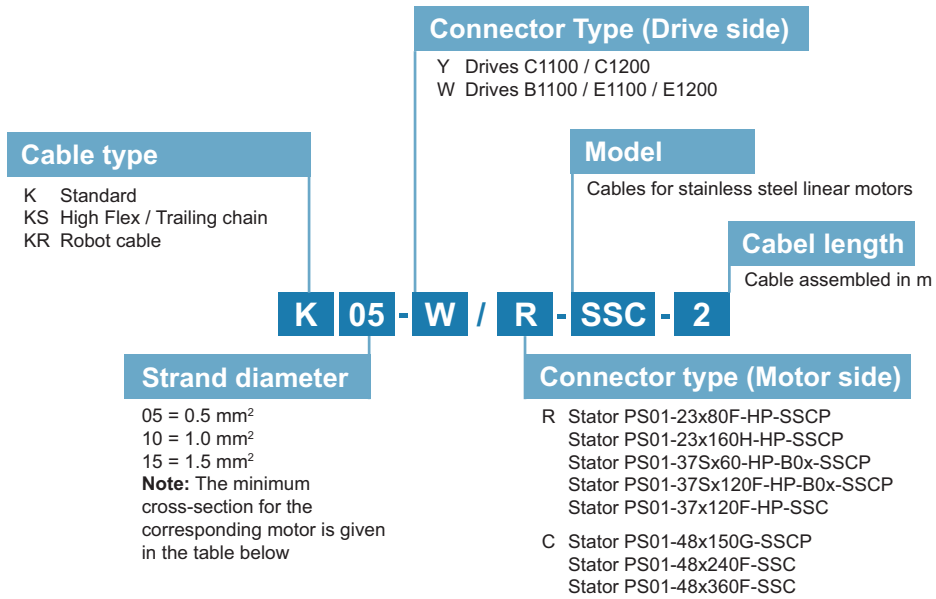 Connector Type (Drive side)
Y Drives C1100 / C1200
W Drives B1100 / E1100 / E1200
Cable type
K Standard
KS High Flex / Trailing chain
KR Robot cable
Model
Cables for stainless steel linear motors
Cabel length
Cable assembled in m
K 05 - W / R - SSC - 2
Strand diameter
05 = 0.5 mm²
10 = 1.0 mm²
15 = 1.5 mm²
Note: The minimum
cross-section for the
corresponding motor is given
in the table below
Connector type (Motor side)
R Stator PS01-23x80F-HP-SSCP
Stator PS01-23x160H-HP-SSCP
Stator PS01-37Sx60-HP-B0x-SSCP
Stator PS01-37Sx120F-HP-B0x-SSCP
Stator PS01-37x120F-HP-SSC
C Stator PS01-48x150G-SSCP
Stator PS01-48x240F-SSC
Stator PS01-48x360F-SSC